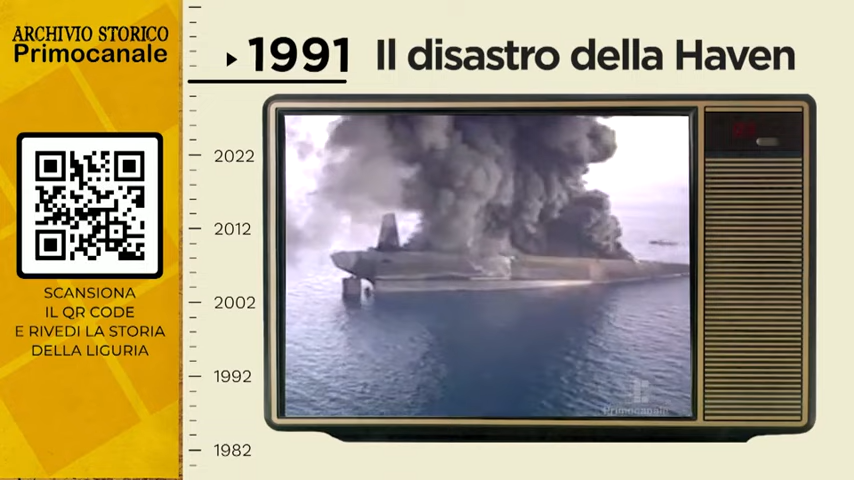 ARCHIVIO STORICO
Primocanale
SCANSIONA
IL QR CODE
E RIVEDI LA STORIA
DELLA LIGURIA
1991 Il disastro della Haven
2022
2012
2002
1992
1982
Primocanale